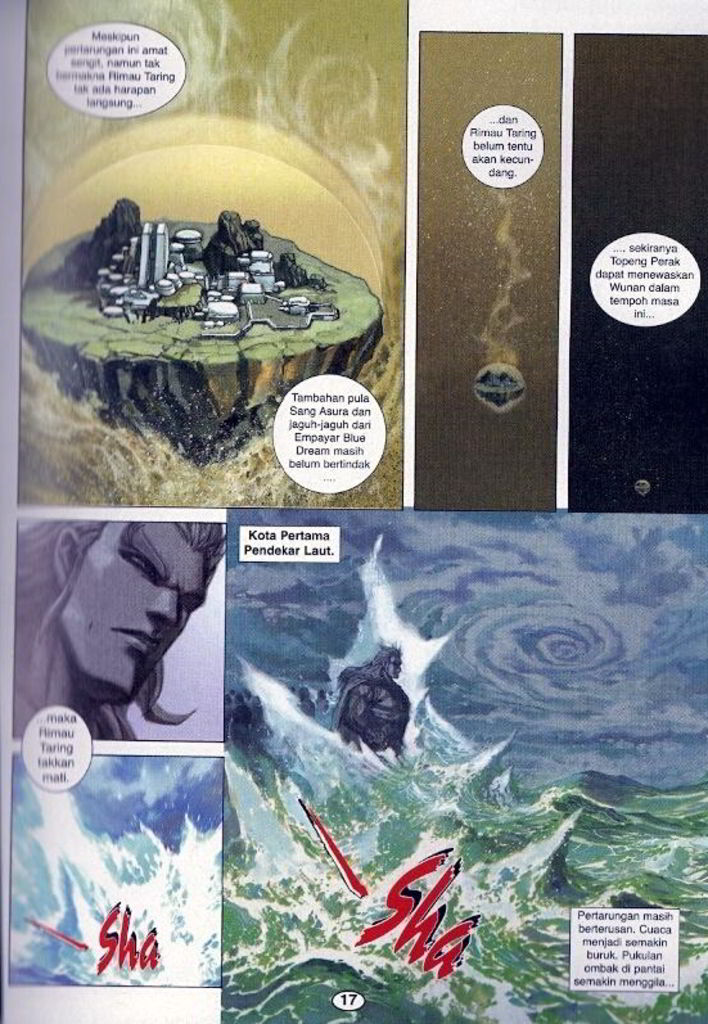 Meskipun
pertarungan ini amat
sengit, namun tak
bermakna Rimau Taring
tak ada harapan
langsung...
Tambahan pula
Sang Asura dan
jaguh-jaguh dari
Empayar Blue
Dream masih
belum bertindak
....
...dan
Rimau Taring
belum tentu
akan kecun-
dang.
.... sekiranya
Topeng Perak
dapat menewaskan
Wunan dalam
tempoh masa
ini...
...maka
Rimau
Taring
takkan
mati.
Sha
Kota Pertama
Pendekar Laut.
Sha
Pertarungan masih
berterusan. Cuaca
menjadi semakin
buruk. Pukulan
ombak di pantai
semakin menggila...
17